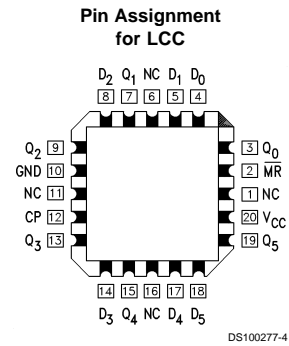 Pin Assignment
for LCC
D2 Q1 NC D1 D0
8 7 6 5 4
Q2 9
GND 10
NC 11
CP 12
Q3 13
3 Q0
2 M̅R̅
1 NC
20 VCC
19 Q5
14 15 16 17 18
D3 Q4 NC D4 D5
DS100277-4